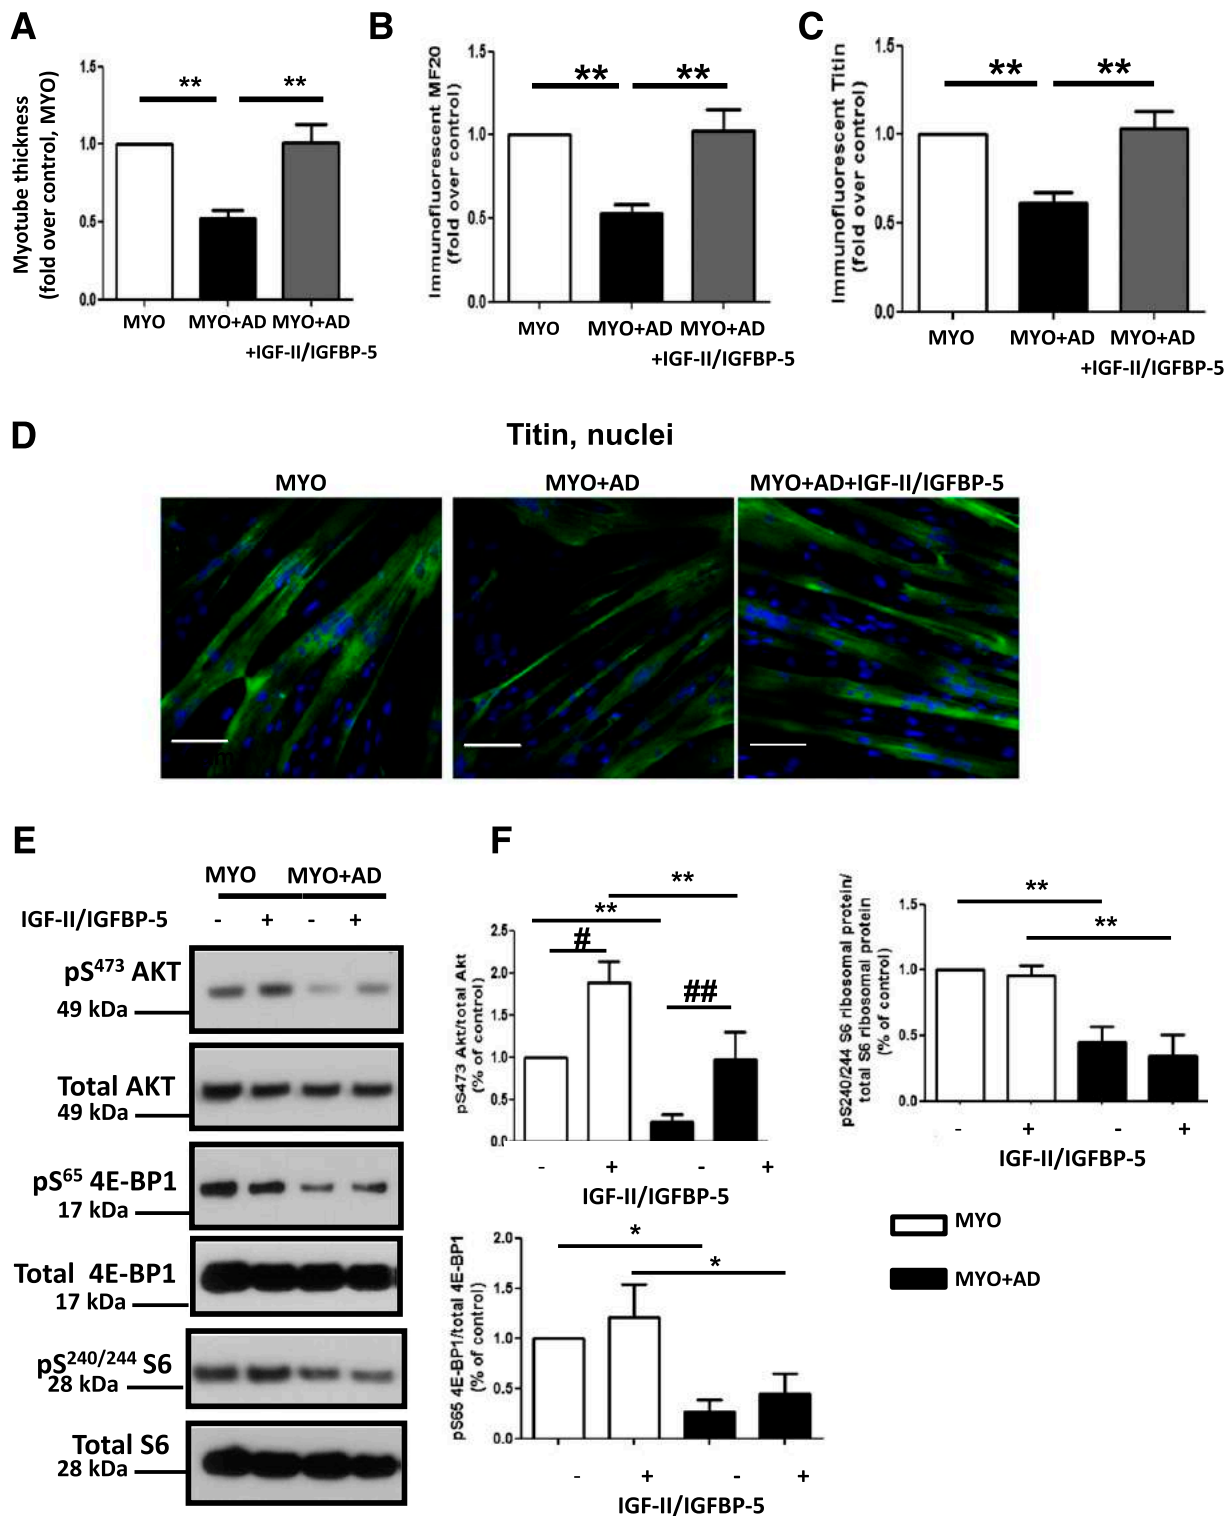 A
Myotube thickness
(fold over control, MYO)
1.5
1.0
0.5
0.0
**
**
MYO
MYO+AD
MYO+AD
+IGF-II/IGFBP-5
B
Immunofluorescent MF20
(fold over control)
1.5
1.0
0.5
0.0
**
**
MYO
MYO+AD
MYO+AD
+IGF-II/IGFBP-5
C
Immunofluorescent Titin
(fold over control)
1.5
1.0
0.5
0.0
**
**
MYO
MYO+AD
MYO+AD
+IGF-II/IGFBP-5
D
Titin, nuclei
MYO
MYO+AD
MYO+AD+IGF-II/IGFBP-5
E
MYO
MYO+AD
IGF-II/IGFBP-5
- + - +
pS473 AKT
49 kDa
Total AKT
49 kDa
pS65 4E-BP1
17 kDa
Total 4E-BP1
17 kDa
pS240/244 S6
28 kDa
Total S6
28 kDa
F
pS473 Akt/total Akt
(% of control)
2.5
2.0
1.5
1.0
0.5
0.0
**
**
#
##
- + - +
IGF-II/IGFBP-5
pS240/244 S6 ribosomal protein/
total S6 ribosomal protein
(% of control)
1.5
1.0
0.5
0.0
**
**
- + - +
IGF-II/IGFBP-5
pS65 4E-BP1/total 4E-BP1
(% of control)
2.0
1.5
1.0
0.5
0.0
*
*
- + - +
IGF-II/IGFBP-5
MYO
MYO+AD